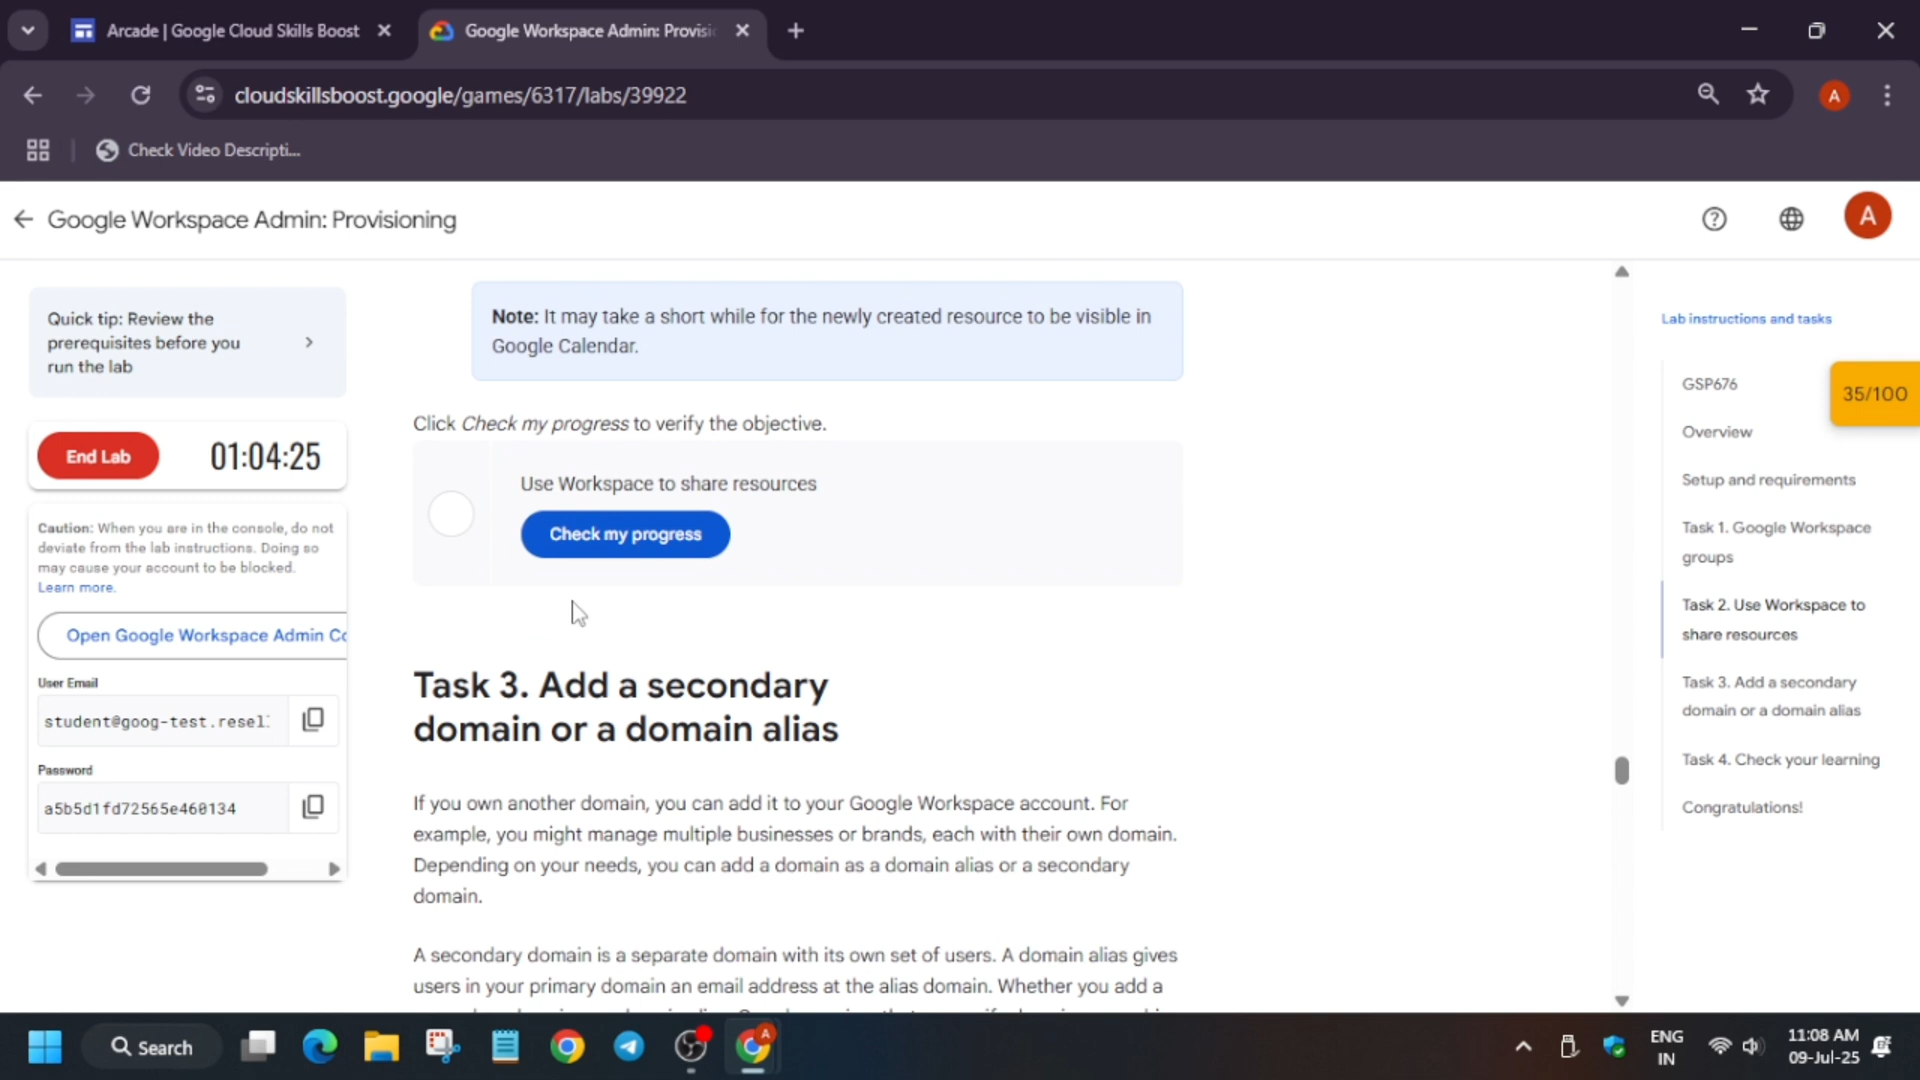 Arcade | Google Cloud Skills Boost
Google Workspace Admin: Provisi
cloudskillsboost.google/games/6317/labs/39922
A
Check Video Descripti...
Google Workspace Admin: Provisioning
A
Quick tip: Review the
prerequisites before you
run the lab
End Lab
01:04:25
Caution: When you are in the console, do not
deviate from the lab instructions. Doing so
may cause your account to be blocked.
Learn more.
Open Google Workspace Admin Co
User Email
student@goog-test.resel
Password
a5b5d1fd72565e460134
Note: It may take a short while for the newly created resource to be visible in
Google Calendar.
Click Check my progress to verify the objective.
Use Workspace to share resources
Check my progress
Task 3. Add a secondary
domain or a domain alias
If you own another domain, you can add it to your Google Workspace account. For
example, you might manage multiple businesses or brands, each with their own domain.
Depending on your needs, you can add a domain as a domain alias or a secondary
domain.
A secondary domain is a separate domain with its own set of users. A domain alias gives
users in your primary domain an email address at the alias domain. Whether you add a
Lab instructions and tasks
GSP676
35/100
Overview
Setup and requirements
Task 1. Google Workspace
groups
Task 2. Use Workspace to
share resources
Task 3. Add a secondary
domain or a domain alias
Task 4. Check your learning
Congratulations!
Search
A
ENG
IN
11:08 AM
09-Jul-25